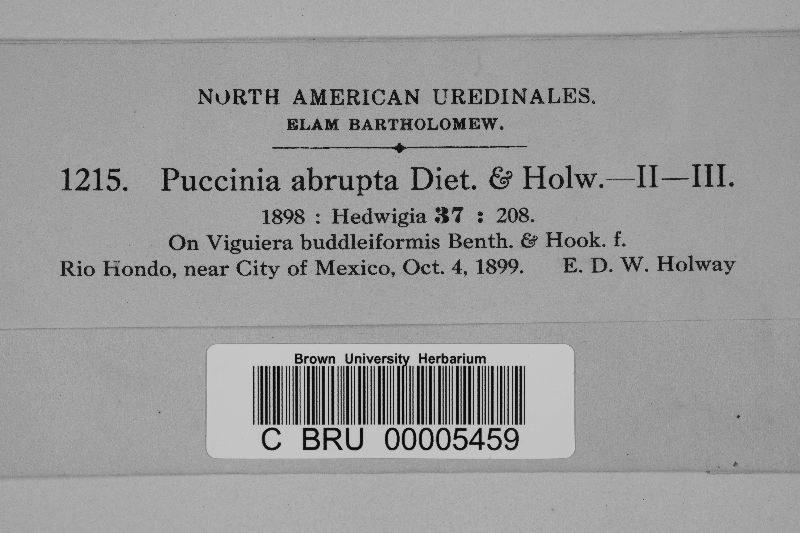 NORTH AMERICAN UREDINALES.
ELAM BARTHOLOMEW.
1215. Puccinia abrupta Diet. & Holw.—II—III.
1898 : Hedwigia 37 : 208.
On Viguiera buddleiformis Benth. & Hook. f.
Rio Hondo, near City of Mexico, Oct. 4, 1899. E. D. W. Holway
Brown University Herbarium
C BRU 00005459